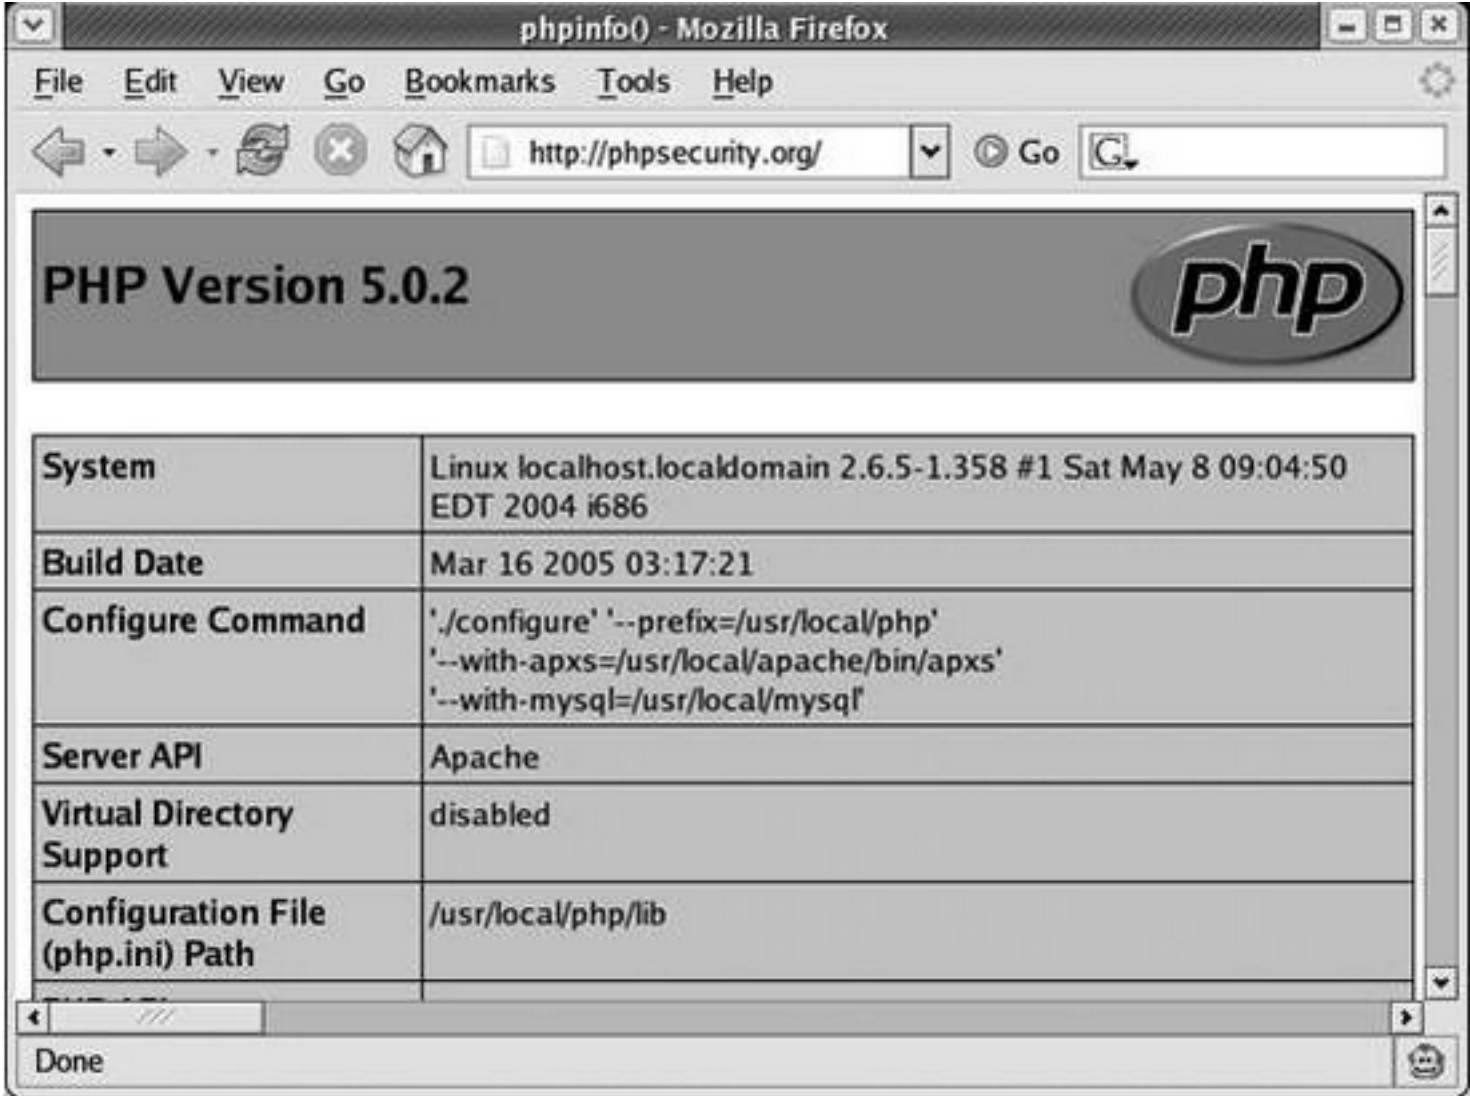 phpinfo() - Mozilla Firefox
File Edit View Go Bookmarks Tools Help
http://phpsecurity.org/ Go G
PHP Version 5.0.2
php
System Linux localhost.localdomain 2.6.5-1.358 #1 Sat May 8 09:04:50
EDT 2004 i686
Build Date Mar 16 2005 03:17:21
Configure Command './configure' '--prefix=/usr/local/php'
'--with-apxs=/usr/local/apache/bin/apxs'
'--with-mysql=/usr/local/mysql'
Server API Apache
Virtual Directory
Support disabled
Configuration File
(php.ini) Path /usr/local/php/lib
Done